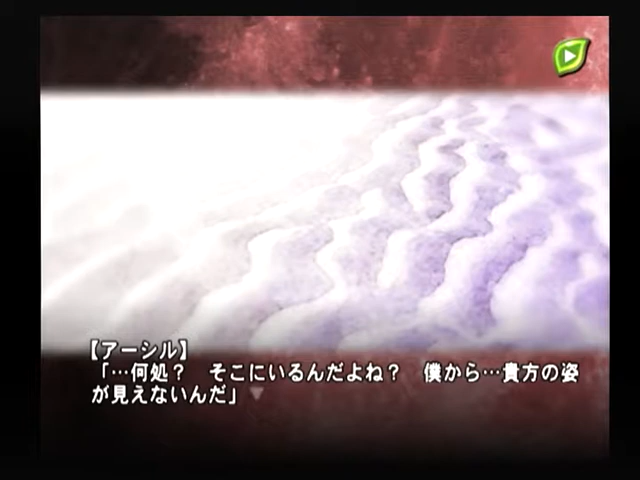 【アーシル】
「…何処？　そこにいるんだよね？　僕から…貴方の姿
が見えないんだ」